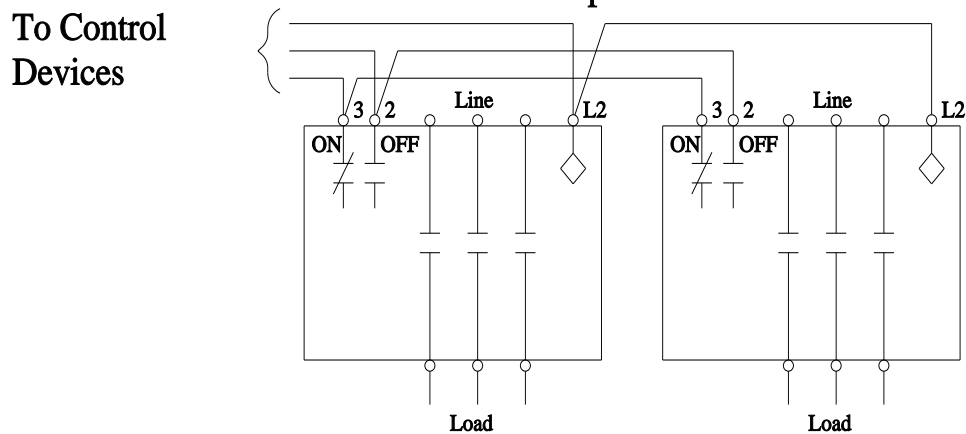 To Control
Devices
3 2 Line L2
ON OFF
3 2 Line L2
ON OFF
Load
Load